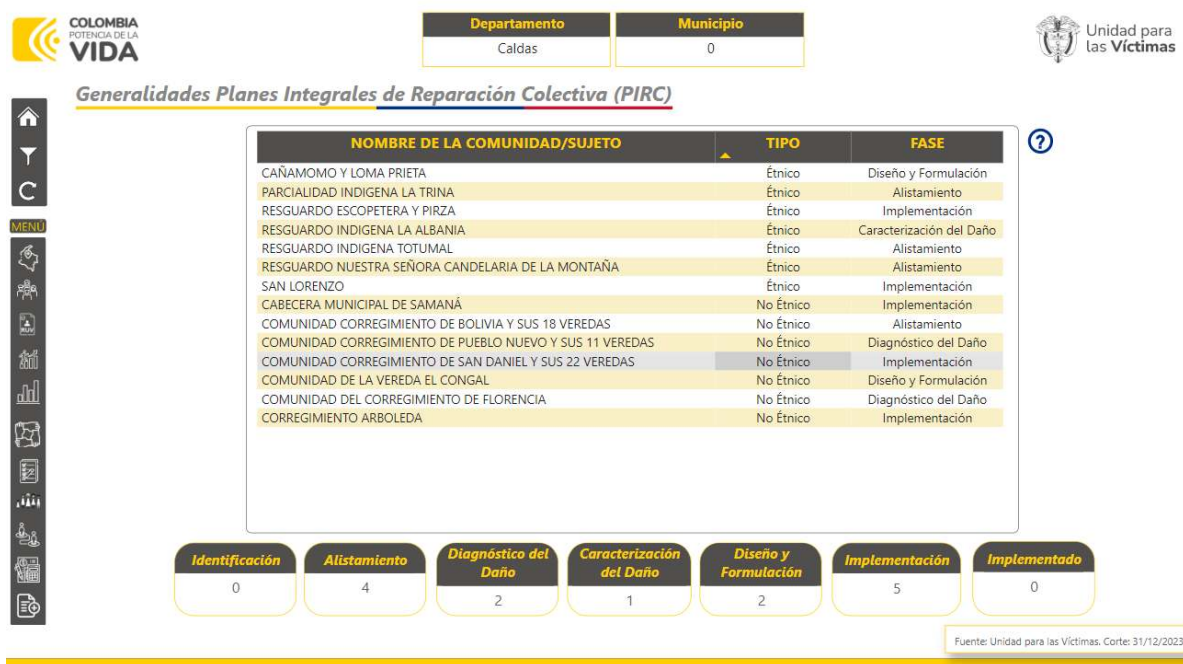 COLOMBIA
POTENCIA DE LA
VIDA
Departamento
Caldas
Municipio
0
Unidad para
las Víctimas
Generalidades Planes Integrales de Reparación Colectiva (PIRC)
MENÚ
RUV
NOMBRE DE LA COMUNIDAD/SUJETO TIPO FASE
CAÑAMOMO Y LOMA PRIETA Étnico Diseño y Formulación
PARCIALIDAD INDIGENA LA TRINA Étnico Alistamiento
RESGUARDO ESCOPETERA Y PIRZA Étnico Implementación
RESGUARDO INDIGENA LA ALBANIA Étnico Caracterización del Daño
RESGUARDO INDIGENA TOTUMAL Étnico Alistamiento
RESGUARDO NUESTRA SEÑORA CANDELARIA DE LA MONTAÑA Étnico Alistamiento
SAN LORENZO Étnico Implementación
CABECERA MUNICIPAL DE SAMANÁ No Étnico Implementación
COMUNIDAD CORREGIMIENTO DE BOLIVIA Y SUS 18 VEREDAS No Étnico Alistamiento
COMUNIDAD CORREGIMIENTO DE PUEBLO NUEVO Y SUS 11 VEREDAS No Étnico Diagnóstico del Daño
COMUNIDAD CORREGIMIENTO DE SAN DANIEL Y SUS 22 VEREDAS No Étnico Implementación
COMUNIDAD DE LA VEREDA EL CONGAL No Étnico Diseño y Formulación
COMUNIDAD DEL CORREGIMIENTO DE FLORENCIA No Étnico Diagnóstico del Daño
CORREGIMIENTO ARBOLEDA No Étnico Implementación
?
Identificación
0
Alistamiento
4
Diagnóstico del
Daño
2
Caracterización
del Daño
1
Diseño y
Formulación
2
Implementación
5
Implementado
0
Fuente: Unidad para las Víctimas. Corte: 31/12/2023